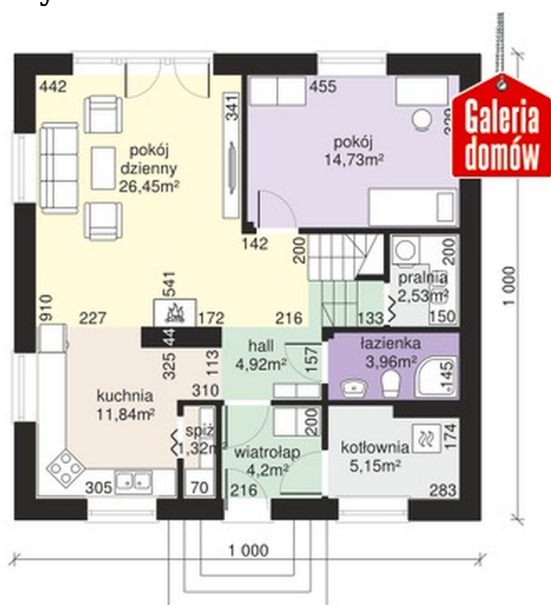 442
455
341
329
Galeria
domów
pokój
dzienny
26,45m²
pokój
14,73m²
142
200
200
pralnia
2,53m²
150
910
541
227
172
216
133
1 000
44
325
113
310
hall
4,92m²
157
łazienka
3,96m²
145
kuchnia
11,84m²
spiż
1,32m²
200
wiatrołap
4,2m²
kotłownia
5,15m²
174
305
70
216
283
1 000